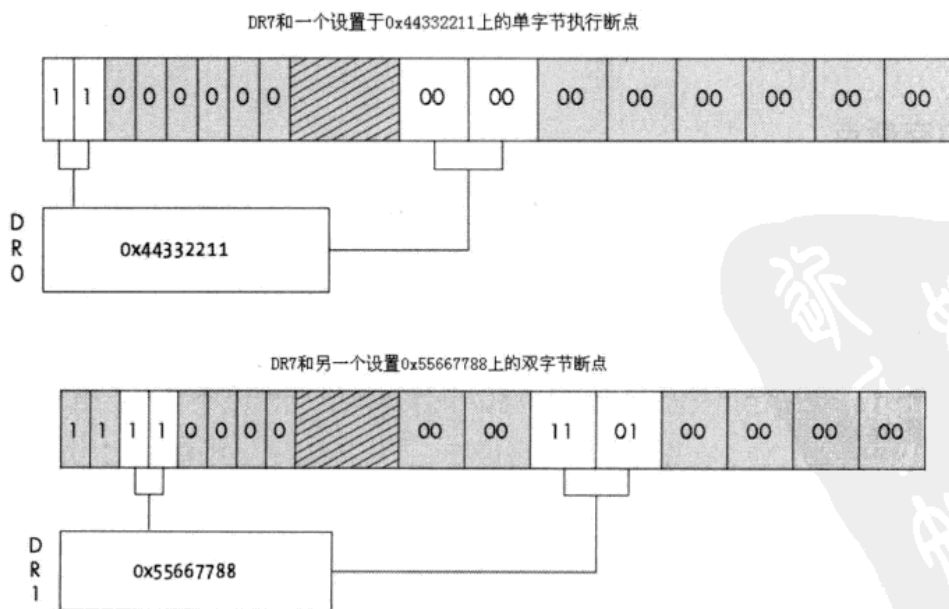 DR7和一个设置于0x44332211上的单字节执行断点
1 1 0 0 0 0 0 0 00 00 00 00 00 00 00 00
DR0
0x44332211
DR7和另一个设置0x55667788上的双字节断点
1 1 1 1 0 0 0 0 00 00 11 01 00 00 00 00
DR1
0x55667788